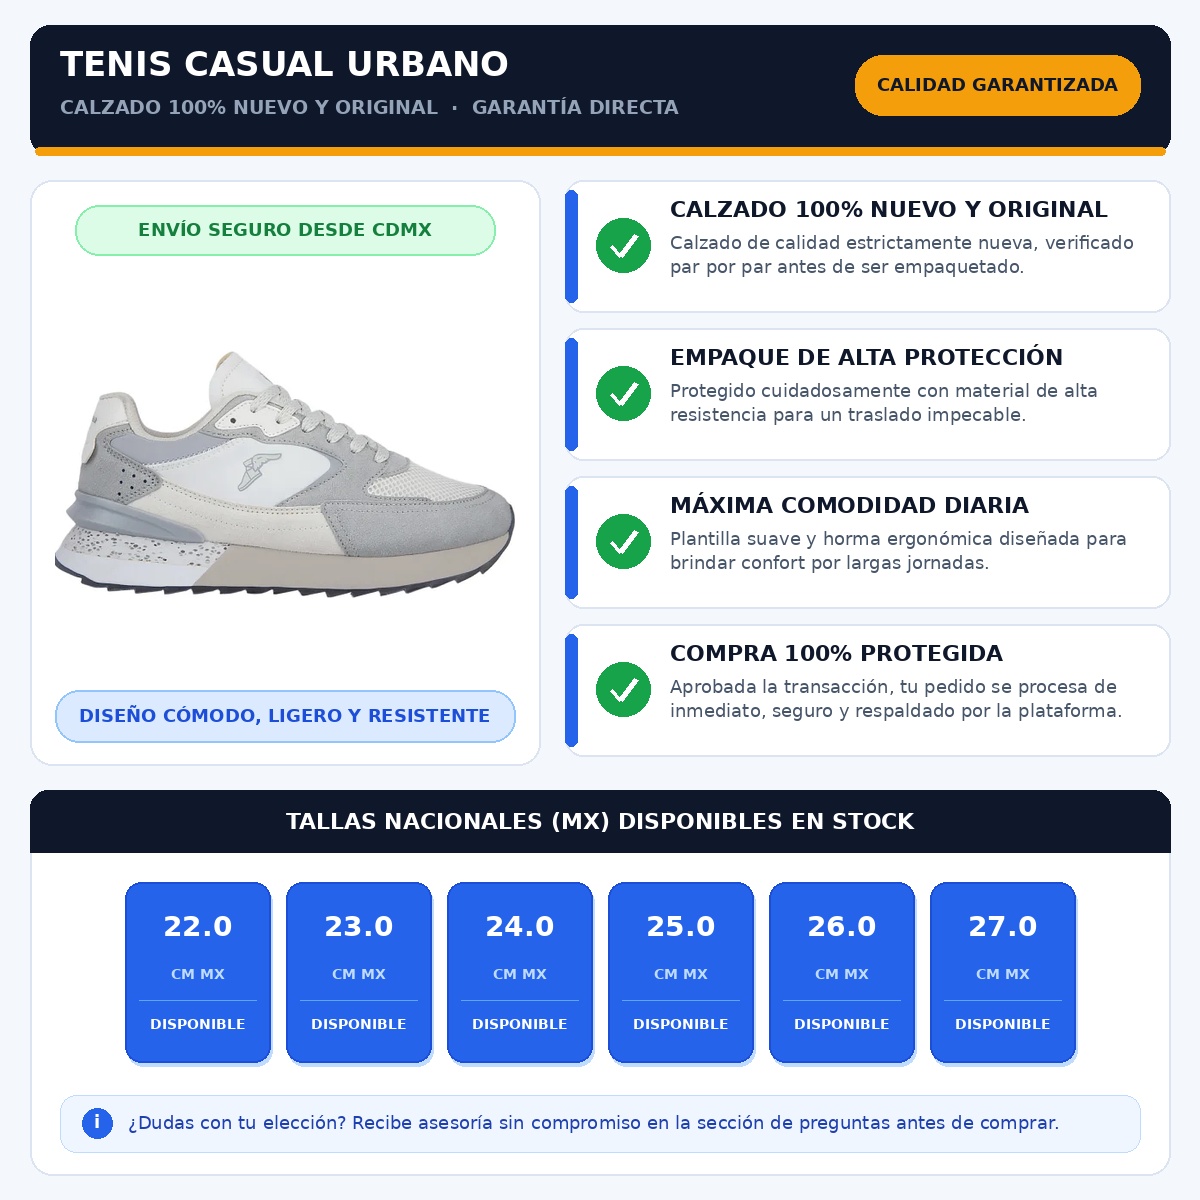 TENIS CASUAL URBANO
CALZADO 100% NUEVO Y ORIGINAL · GARANTÍA DIRECTA
CALIDAD GARANTIZADA
ENVÍO SEGURO DESDE CDMX
DISEÑO CÓMODO, LIGERO Y RESISTENTE
CALZADO 100% NUEVO Y ORIGINAL
Calzado de calidad estrictamente nueva, verificado
par por par antes de ser empaquetado.
EMPAQUE DE ALTA PROTECCIÓN
Protegido cuidadosamente con material de alta
resistencia para un traslado impecable.
MÁXIMA COMODIDAD DIARIA
Plantilla suave y horma ergonómica diseñada para
brindar confort por largas jornadas.
COMPRA 100% PROTEGIDA
Aprobada la transacción, tu pedido se procesa de
inmediato, seguro y respaldado por la plataforma.
TALLAS NACIONALES (MX) DISPONIBLES EN STOCK
22.0
CM MX
DISPONIBLE
23.0
CM MX
DISPONIBLE
24.0
CM MX
DISPONIBLE
25.0
CM MX
DISPONIBLE
26.0
CM MX
DISPONIBLE
27.0
CM MX
DISPONIBLE
i
¿Dudas con tu elección? Recibe asesoría sin compromiso en la sección de preguntas antes de comprar.